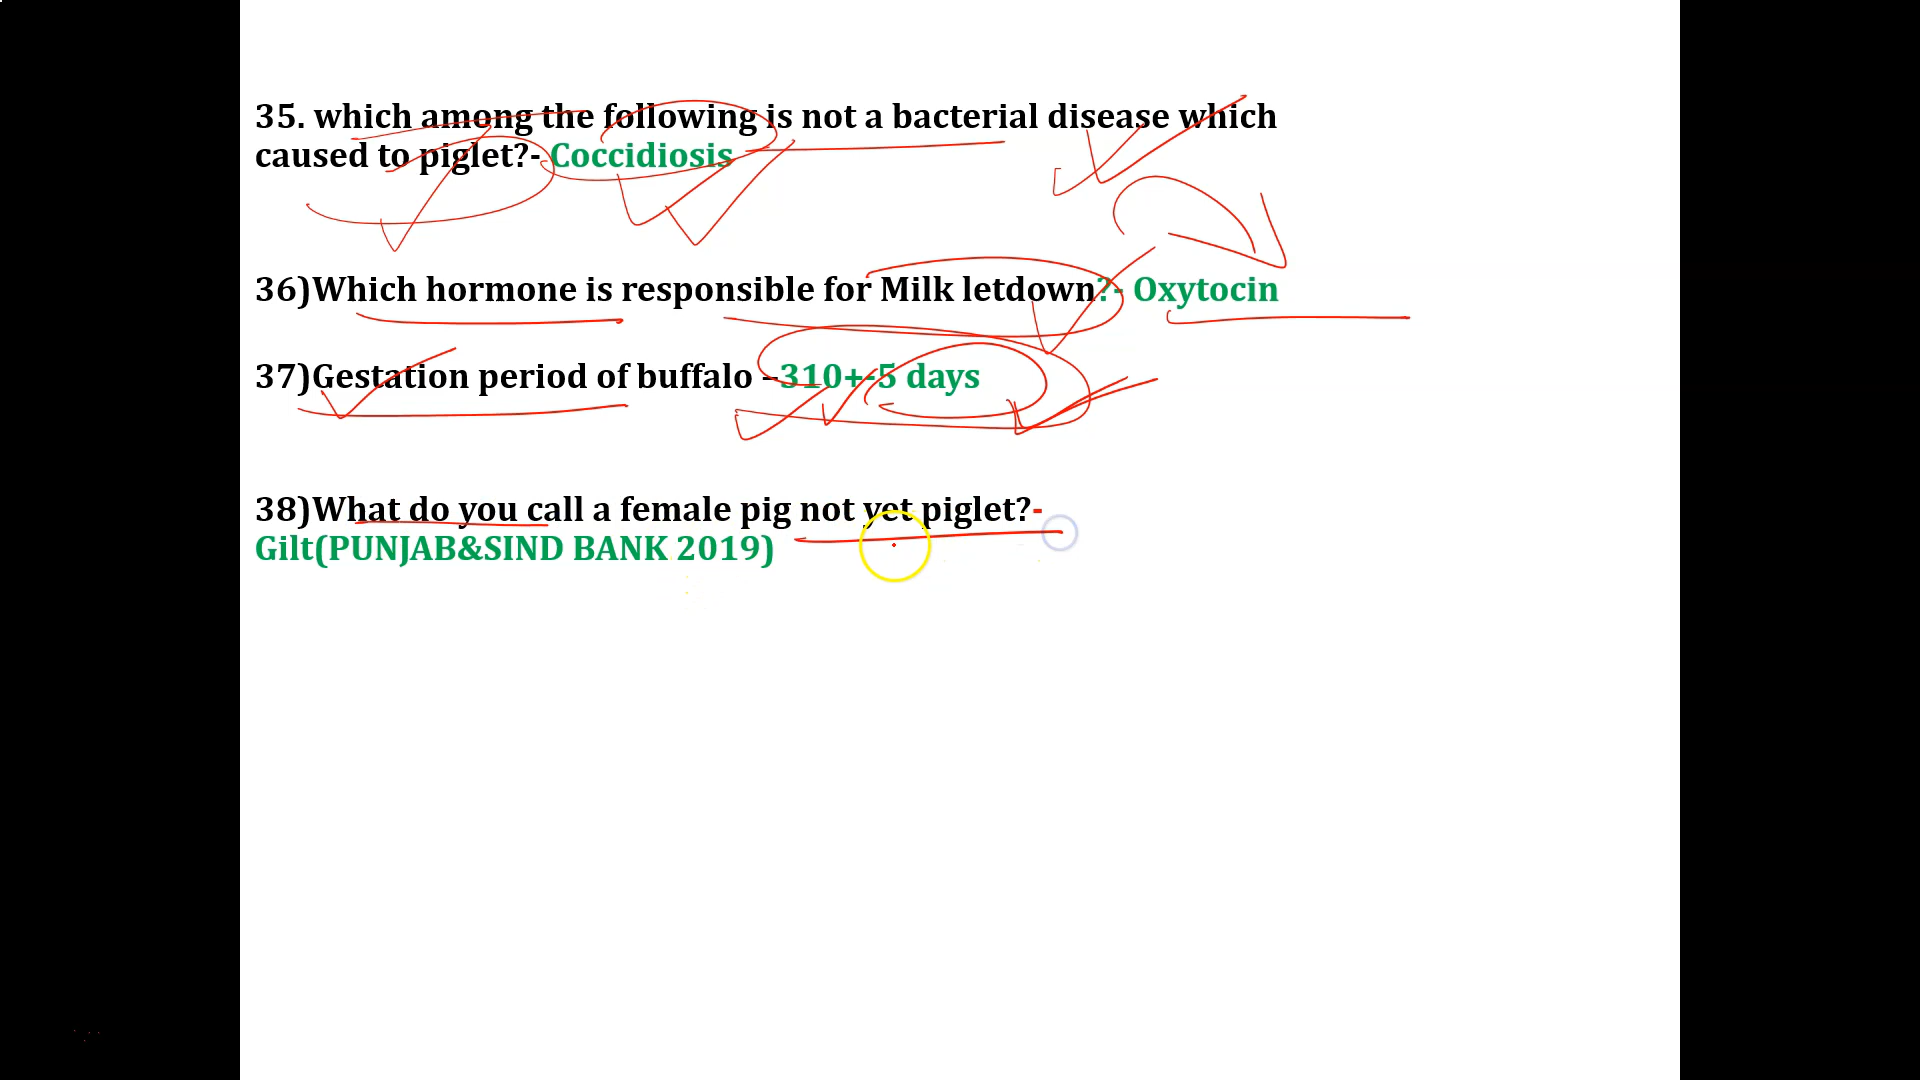 35. which among the following is not a bacterial disease which
caused to piglet?- Coccidiosis
36)Which hormone is responsible for Milk letdown?- Oxytocin
37)Gestation period of buffalo –310+-5 days
38)What do you call a female pig not yet piglet?-
Gilt(PUNJAB&SIND BANK 2019)